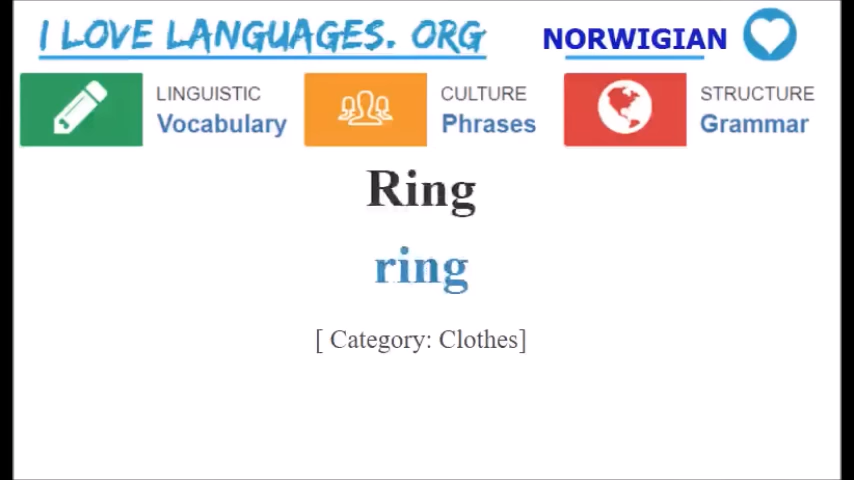 I LOVE LANGUAGES. ORG
NORWIGIAN
LINGUISTIC
Vocabulary
CULTURE
Phrases
STRUCTURE
Grammar
Ring
ring
[ Category: Clothes]